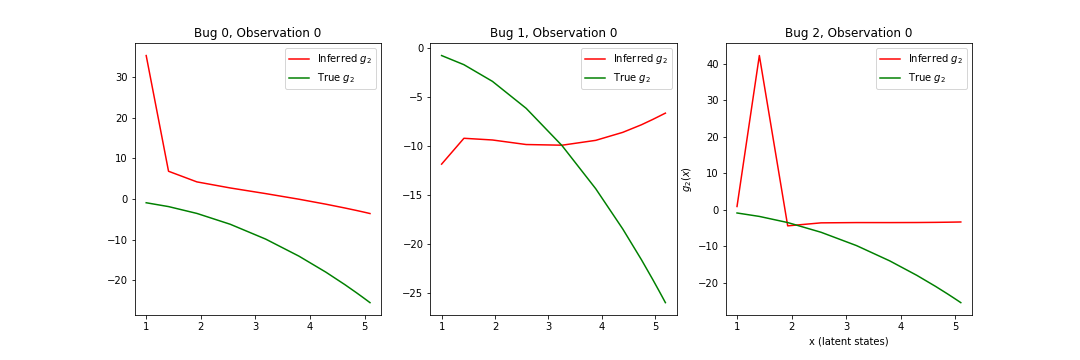 Bug 0, Observation 0
Inferred g₂
True g₂
30
20
10
0
−10
−20
1 2 3 4 5
Bug 1, Observation 0
Inferred g₂
True g₂
0
−5
−10
−15
−20
−25
1 2 3 4 5
Bug 2, Observation 0
Inferred g₂
True g₂
g₂(x)
40
30
20
10
0
−10
−20
1 2 3 4 5
x (latent states)